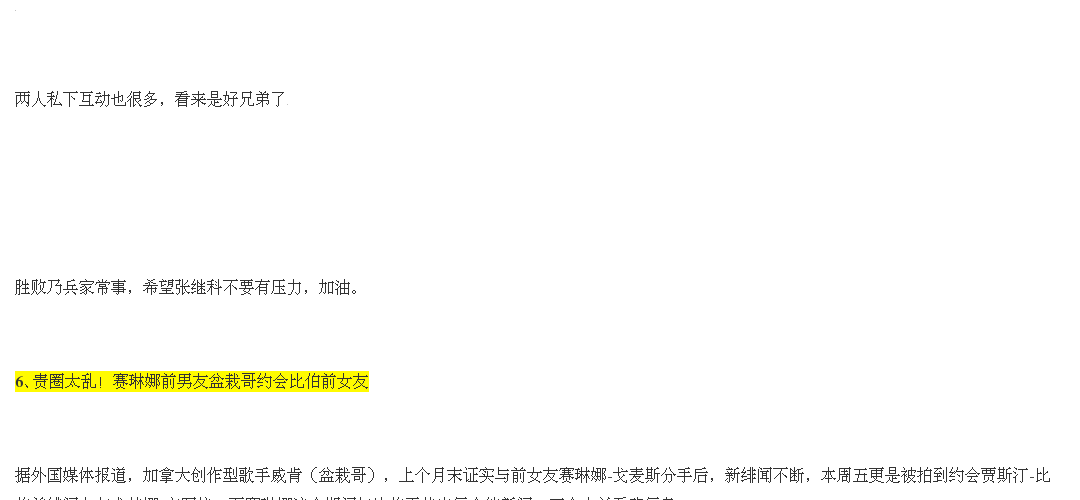 两人私下互动也很多，看来是好兄弟了
胜败乃兵家常事，希望张继科不要有压力，加油。
6、贵圈太乱！赛琳娜前男友盆栽哥约会比伯前女友
据外国媒体报道，加拿大创作型歌手威肯（盆栽哥），上个月末证实与前女友赛琳娜-戈麦斯分手后，新绯闻不断，本周五更是被拍到约会贾斯汀-比